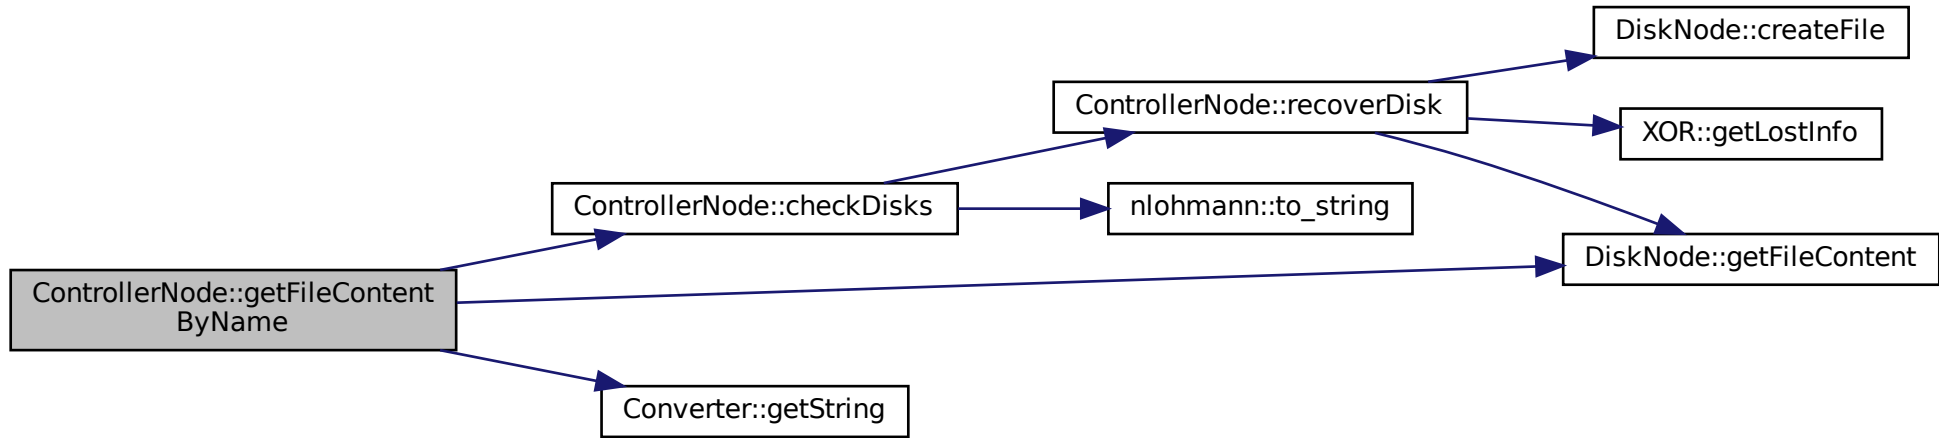 DiskNode::createFile
ControllerNode::recoverDisk
XOR::getLostInfo
ControllerNode::checkDisks
nlohmann::to_string
DiskNode::getFileContent
ControllerNode::getFileContent
ByName
Converter::getString